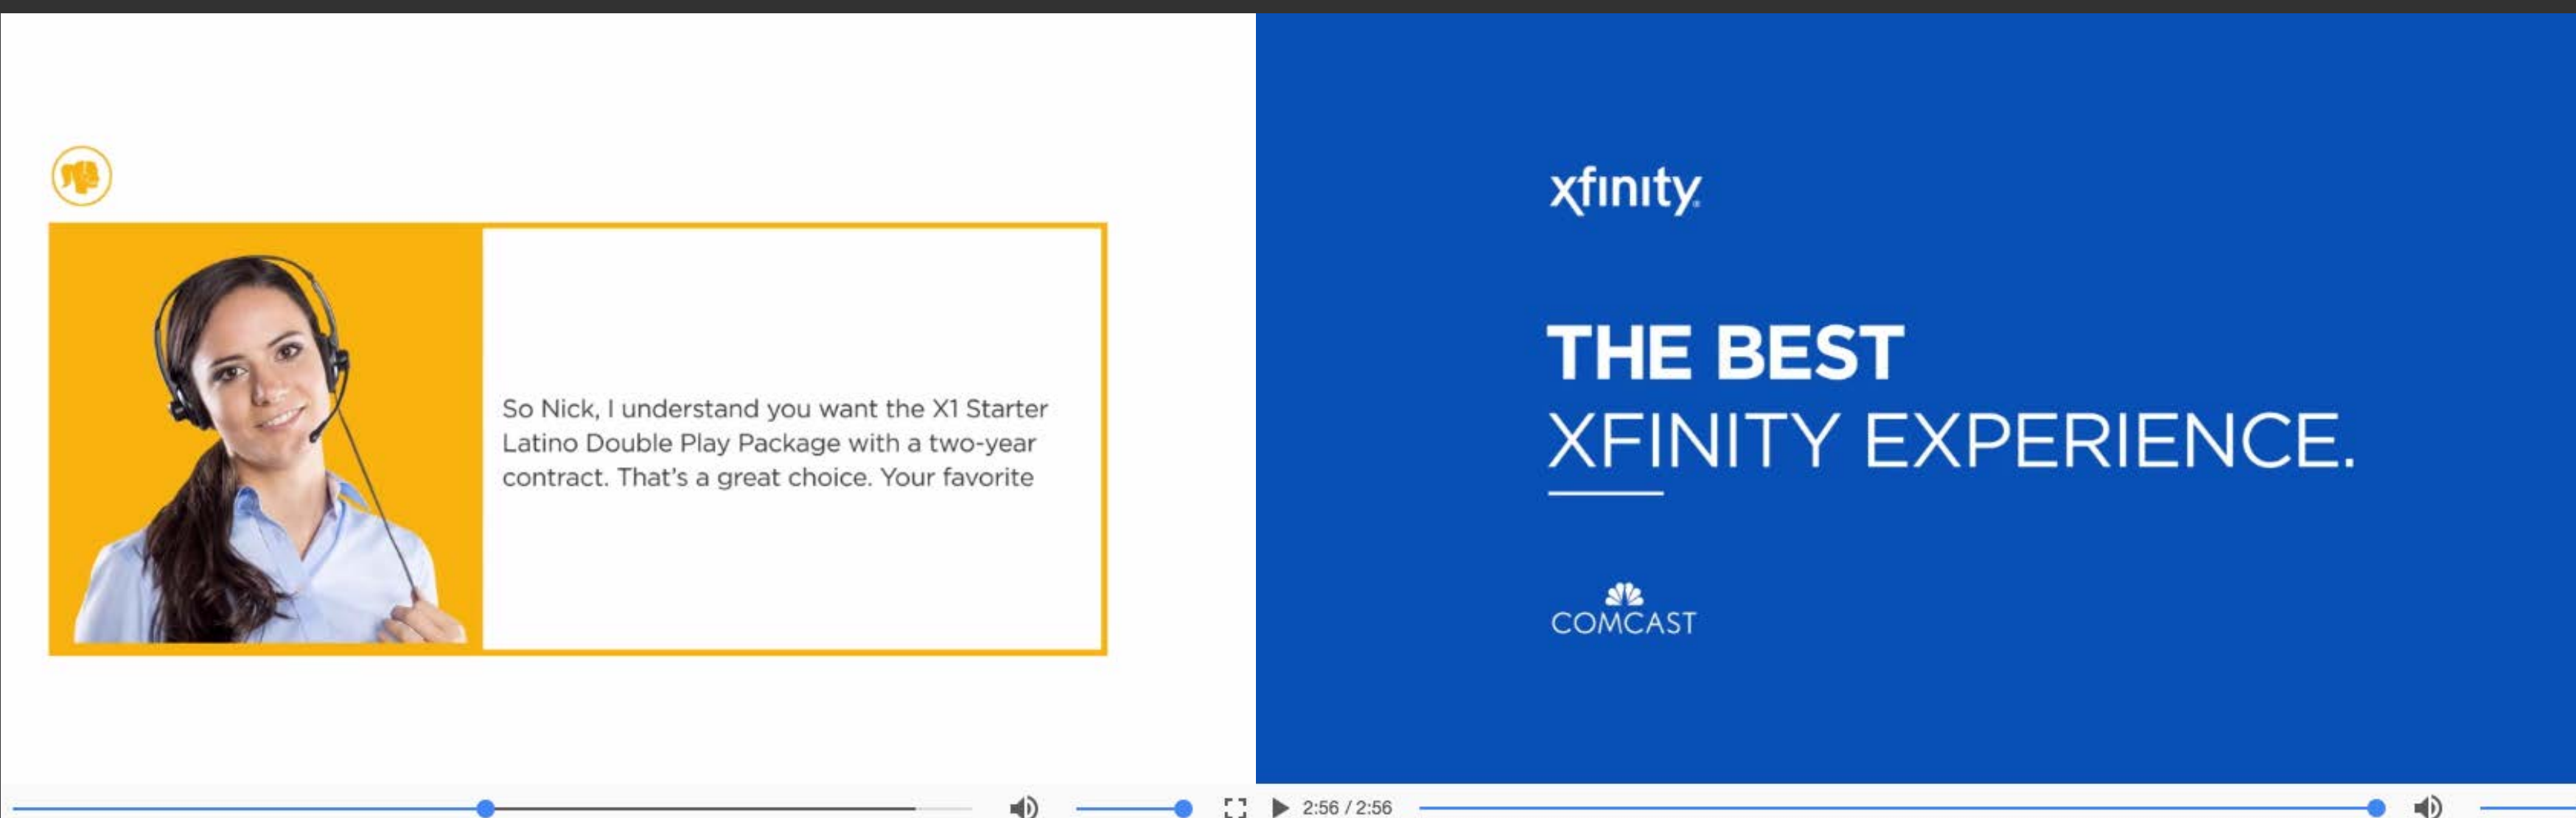 So Nick, I understand you want the X1 Starter
Latino Double Play Package with a two-year
contract. That's a great choice. Your favorite
xfinity
THE BEST
XFINITY EXPERIENCE.
COMCAST
2:56 / 2:56